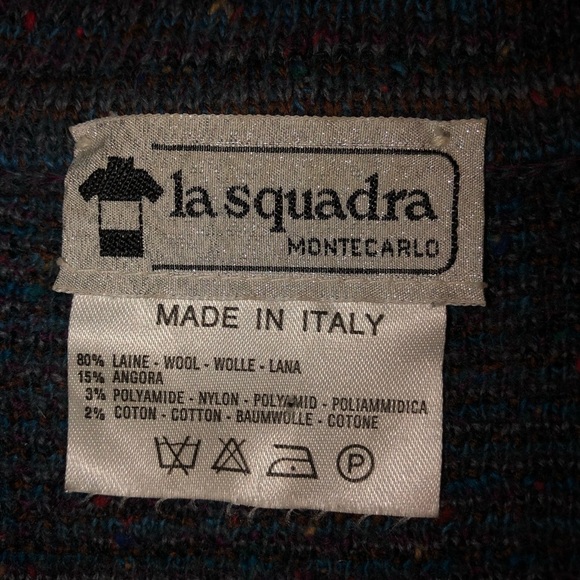 la squadra
MONTECARLO
MADE IN ITALY
80% LAINE - WOOL - WOLLE - LANA
15% ANGORA
3% POLYAMIDE - NYLON - POLYAMID - POLIAMMIDICA
2% COTON - COTTON - BAUMWOLLE - COTONE
P